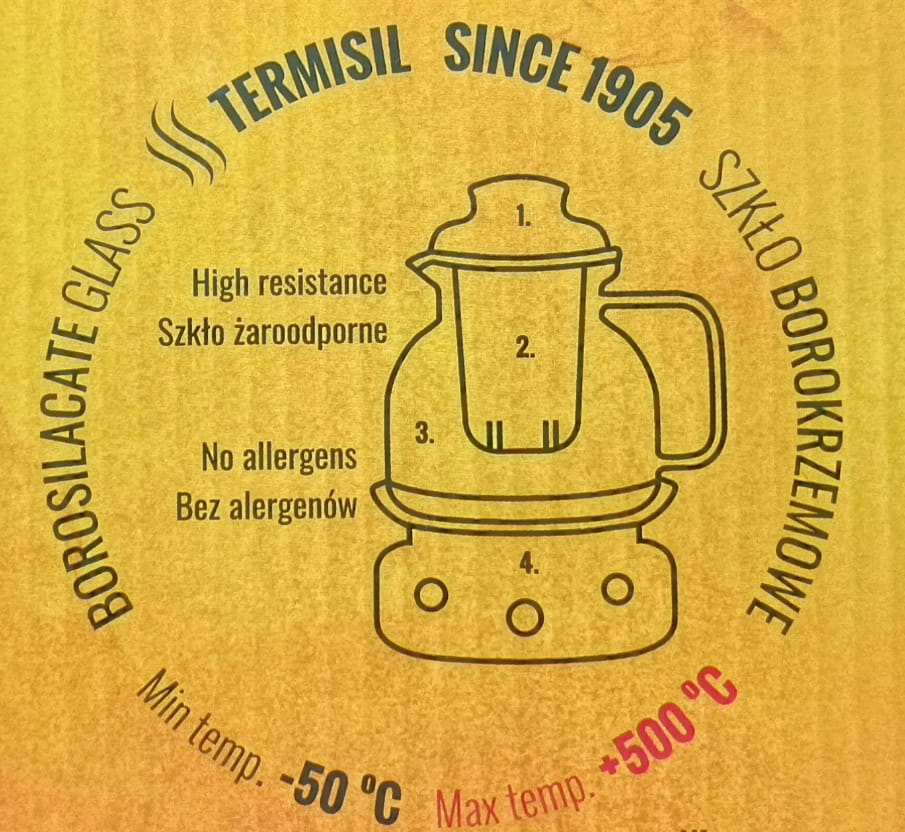 TERMISIL SINCE 1905
BOROSILACATE GLASS
SZKŁO BOROKRZEMOWE
1.
High resistance
Szkło żaroodporne
2.
3.
No allergens
Bez alergenów
4.
Min temp. -50 °C
Max temp. +500 °C